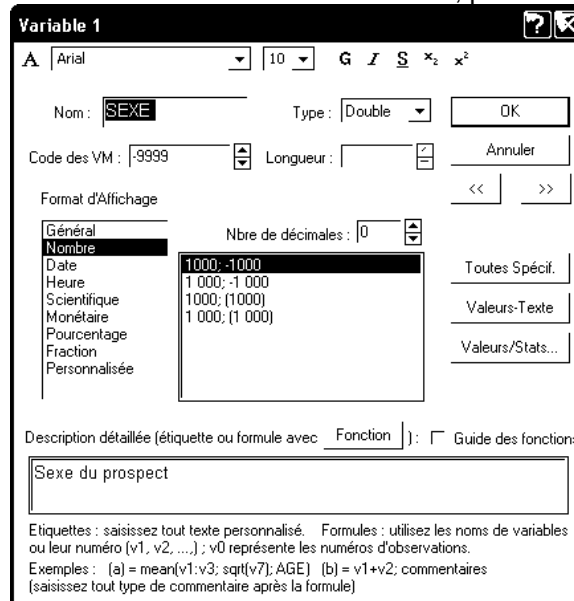 Variable 1
A Arial 10 G I S x₂ x²
Nom : SEXE Type : Double OK
Code des VM : -9999 Longueur : Annuler
<< >>
Format d'Affichage
Général
Nombre
Date
Heure
Scientifique
Monétaire
Pourcentage
Fraction
Personnalisée
Nbre de décimales : 0
1000; -1000
1 000; -1 000
1000; (1000)
1 000; (1 000)
Toutes Spécif.
Valeurs-Texte
Valeurs/Stats...
Description détaillée (étiquette ou formule avec Fonction ) : Guide des fonctions
Sexe du prospect
Etiquettes : saisissez tout texte personnalisé. Formules : utilisez les noms de variables
ou leur numéro (v1, v2, ...,) ; v0 représente les numéros d'observations.
Exemples : (a) = mean(v1:v3; sqrt(v7); AGE) (b) = v1+v2; commentaires
(saisissez tout type de commentaire après la formule)